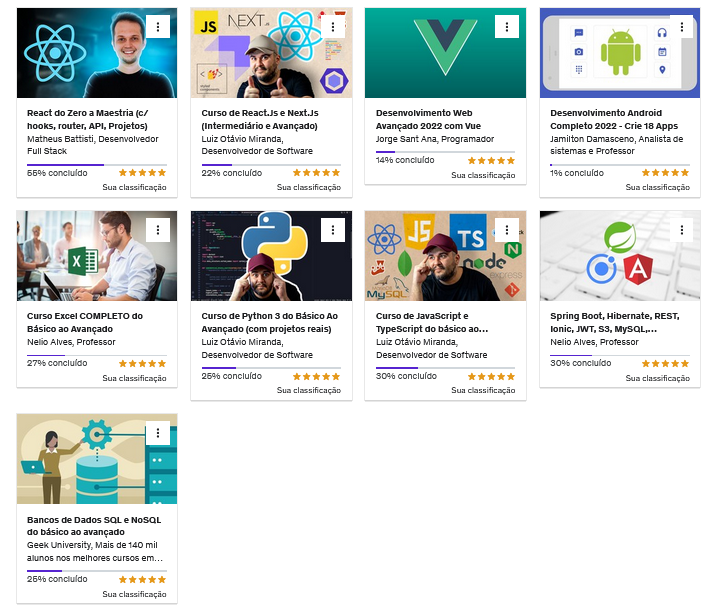 JS
NEXT.
React do Zero a Maestria (c/
hooks, router, API, Projetos)
Matheus Battisti, Desenvolvedor
Full Stack
55% concluído
Sua classificação
Curso de React.Js e Next.Js
(Intermediário e Avançado)
Luiz Otávio Miranda,
Desenvolvedor de Software
22% concluído
Sua classificação
Desenvolvimento Web
Avançado 2022 com Vue
Jorge Sant Ana, Programador
14% concluído
Sua classificação
Desenvolvimento Android
Completo 2022 - Crie 18 Apps
Jamilton Damasceno, Analista de
sistemas e Professor
1% concluído
Sua classificação
X
JS
TS
node
express
MySQL
N
A
Curso Excel COMPLETO do
Básico ao Avançado
Nelio Alves, Professor
27% concluído
Sua classificação
Curso de Python 3 do Básico Ao
Avançado (com projetos reais)
Luiz Otávio Miranda,
Desenvolvedor de Software
25% concluído
Sua classificação
Curso de JavaScript e
TypeScript do básico ao...
Luiz Otávio Miranda,
Desenvolvedor de Software
30% concluído
Sua classificação
Spring Boot, Hibernate, REST,
Ionic, JWT, S3, MySQL,...
Nelio Alves, Professor
30% concluído
Sua classificação
Bancos de Dados SQL e NoSQL
do básico ao avançado
Geek University, Mais de 140 mil
alunos nos melhores cursos em...
25% concluído
Sua classificação